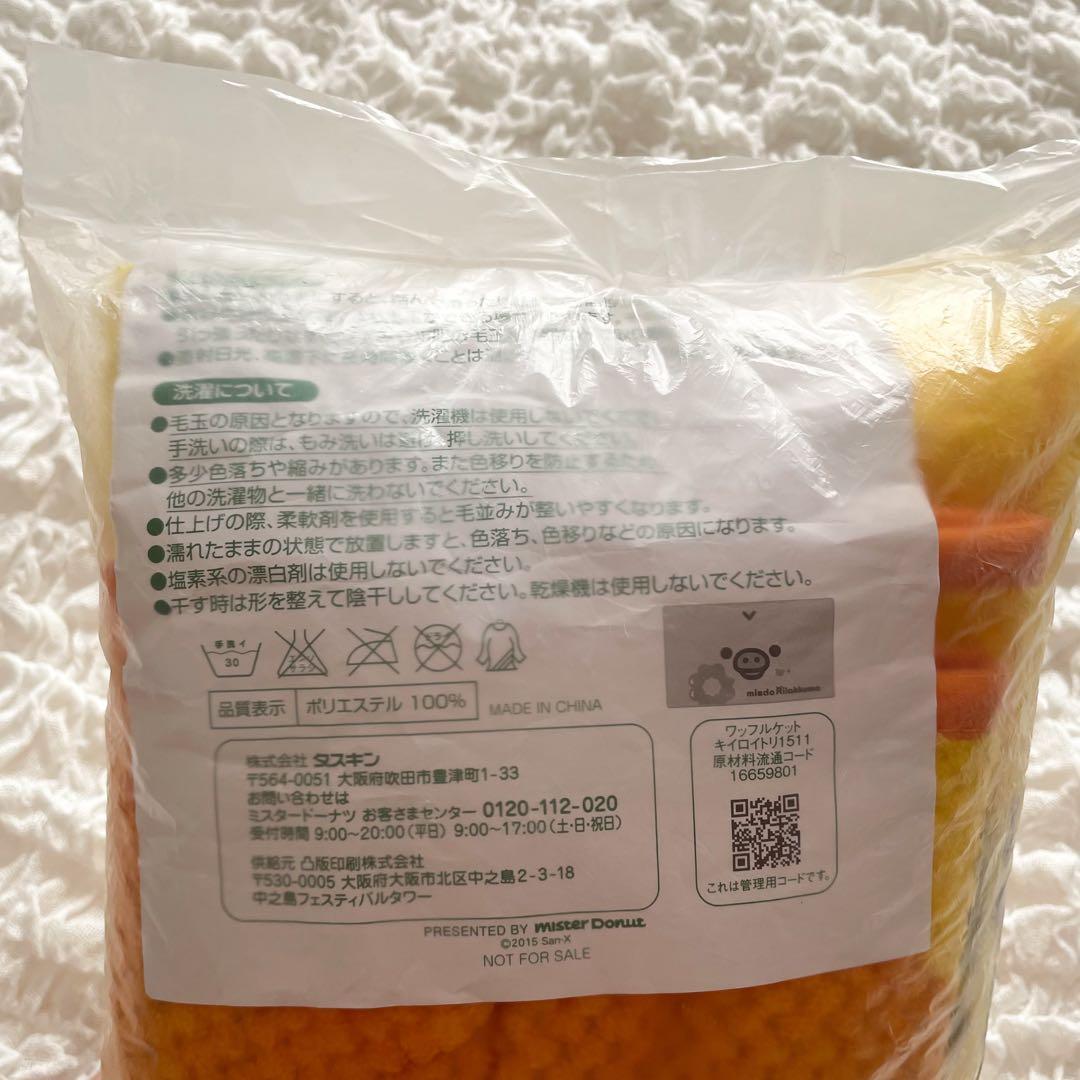 洗濯について
●毛玉の原因となりますので、洗濯機は使用しないでください。
手洗いの際は、もみ洗いは避け、押し洗いしてください。
●多少色落ちや縮みがあります。また色移りを防止する
他の洗濯物と一緒に洗わないでください。
●仕上げの際、柔軟剤を使用すると毛並みが整いやすくなります。
●濡れたままの状態で放置しますと、色落ち、色移りなどの原因になります。
●塩素系の漂白剤は使用しないでください。
●干す時は形を整えて陰干ししてください。乾燥機は使用しないでください。
手洗イ
30
エンソ
サラシ
ドライ
misdo Rilakkuma
品質表示 ポリエステル 100%
MADE IN CHINA
株式会社 ダスキン
〒564-0051 大阪府吹田市豊津町1-33
お問い合わせは
ミスタードーナツ お客さまセンター 0120-112-020
受付時間 9:00~20:00(平日) 9:00~17:00(土・日・祝日)
供給元 凸版印刷株式会社
〒530-0005 大阪府大阪市北区中之島2-3-18
中之島フェスティバルタワー
ワッフルケット
キイロイトリ1511
原材料流通コード
16659801
これは管理用コードです。
PRESENTED BY mister Donut
©2015 San-X
NOT FOR SALE